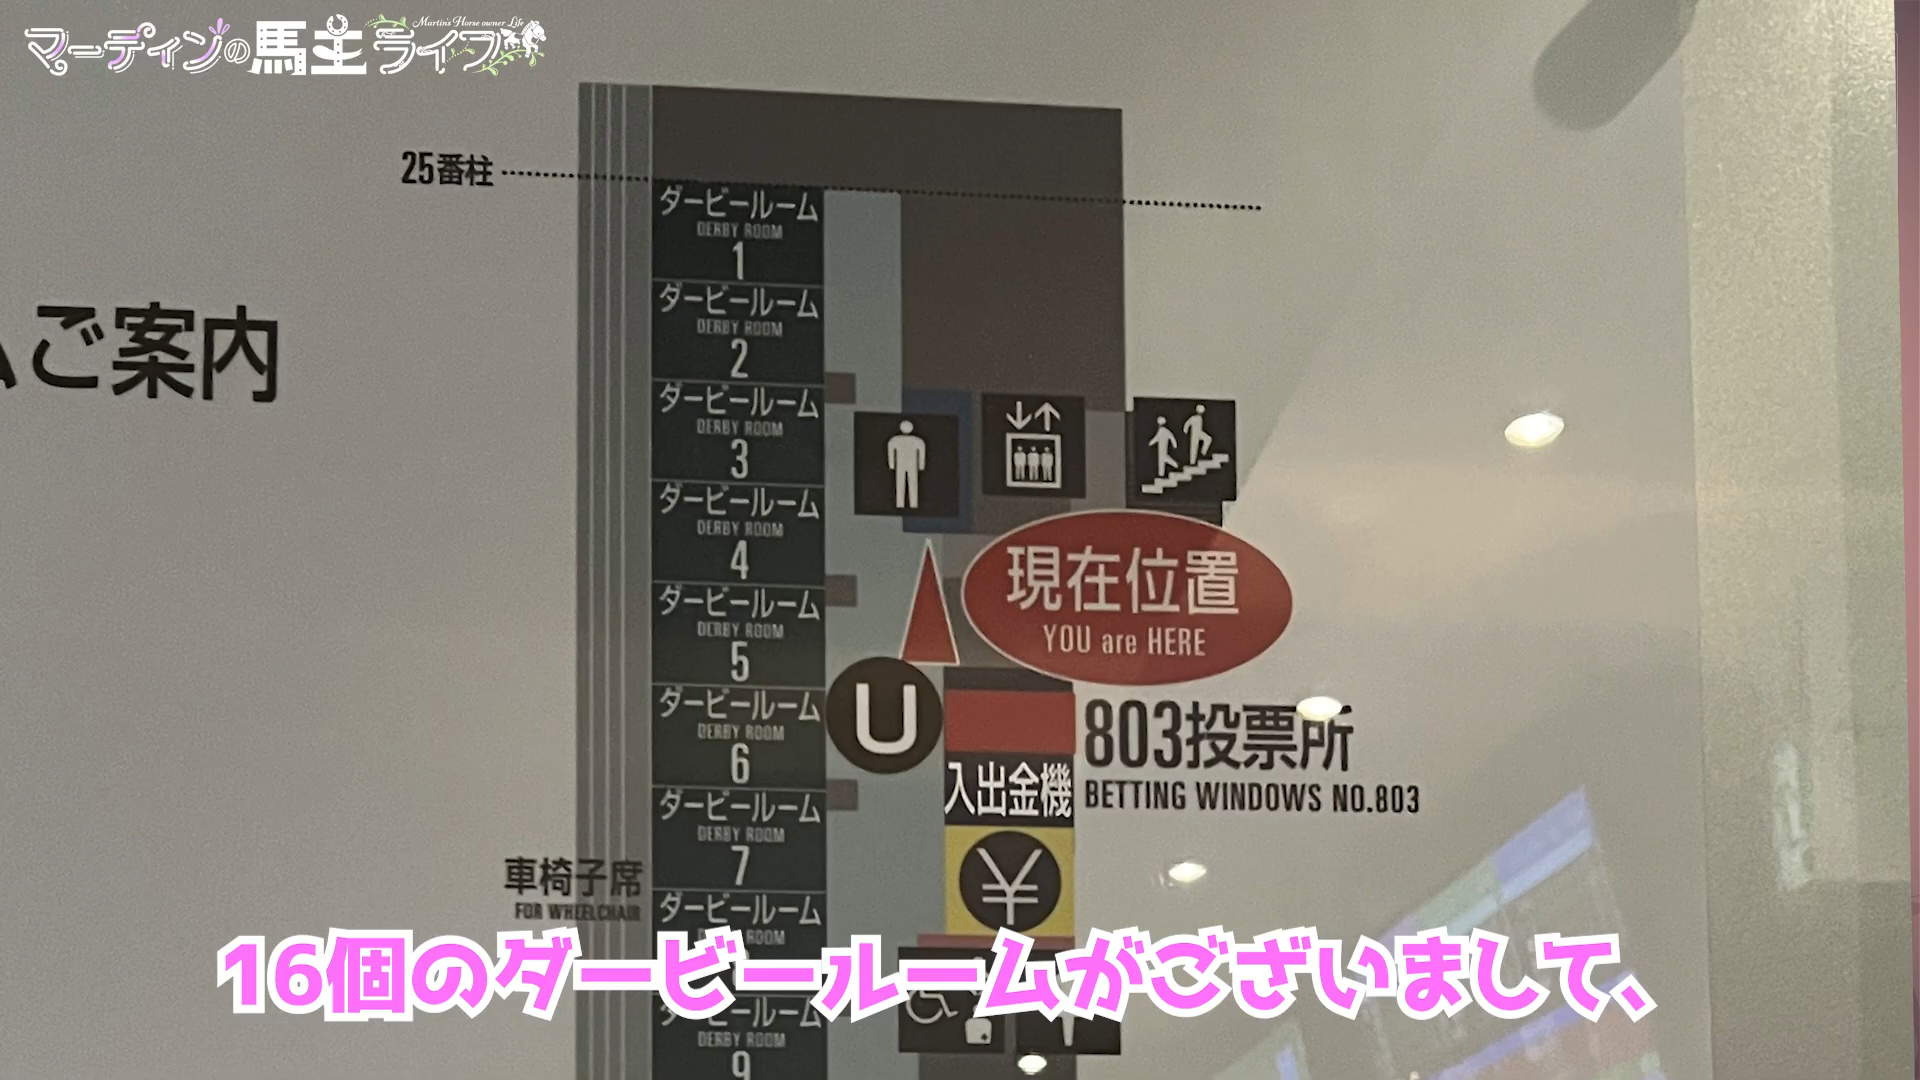 マーティンの馬主ライフ
Martin's Horse owner Life
25番柱
ご案内
ダービールーム
DERBY ROOM
1
ダービールーム
DERBY ROOM
2
ダービールーム
DERBY ROOM
3
ダービールーム
DERBY ROOM
4
現在位置
YOU are HERE
ダービールーム
DERBY ROOM
5
ダービールーム
DERBY ROOM
6
U
803投票所
BETTING WINDOWS NO.803
入出金機
¥
ダービールーム
DERBY ROOM
7
車椅子席
FOR WHEELCHAIR
ダービールーム
ROOM
16個のダービールームがございまして、
ダービールーム
DERBY ROOM
9